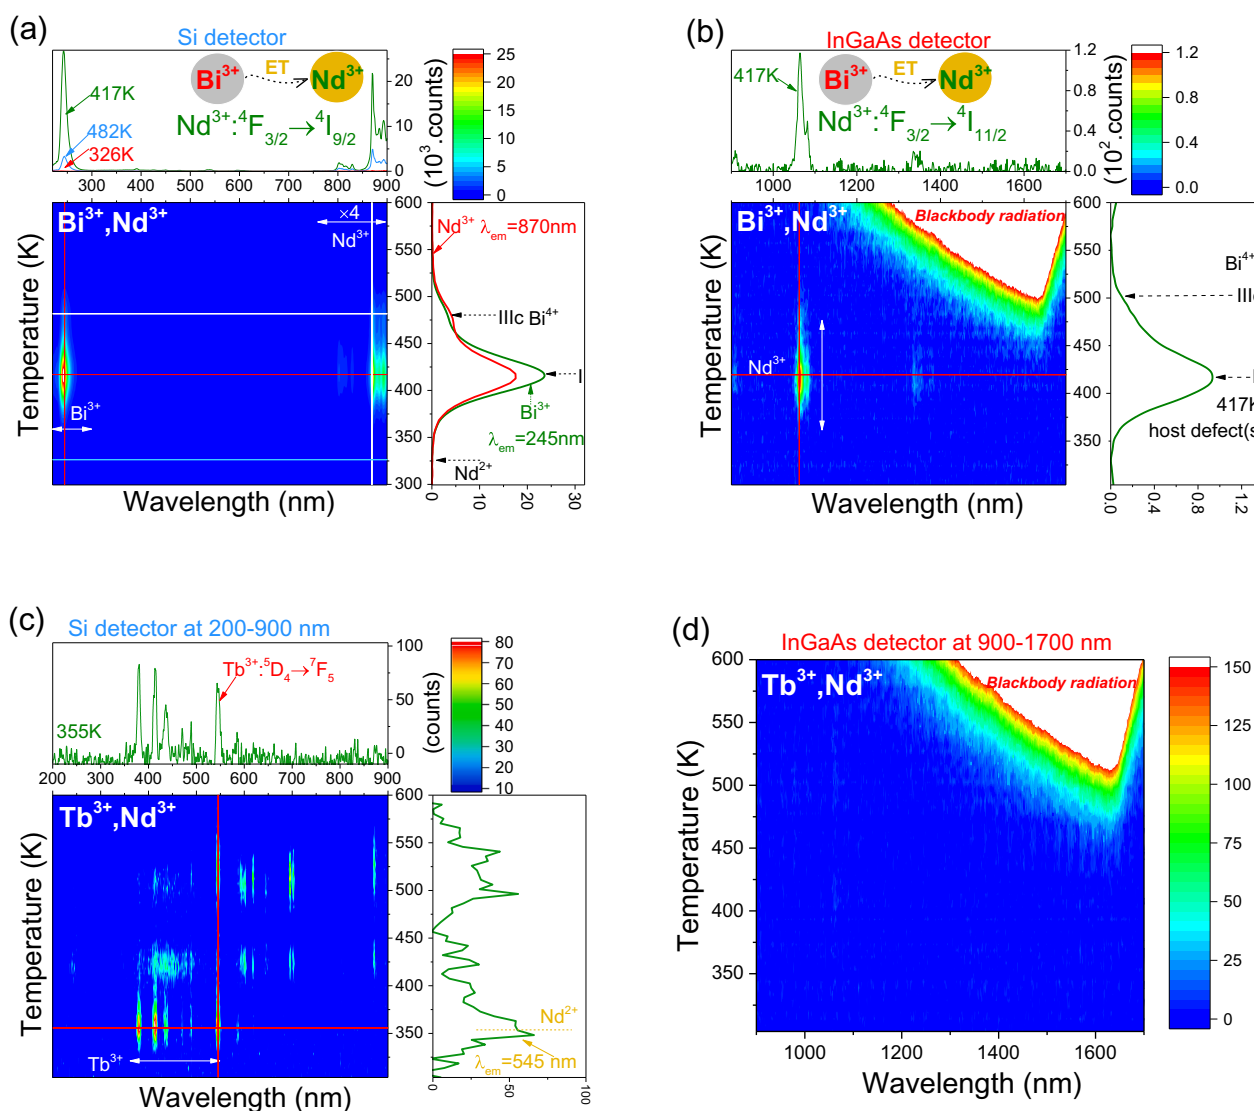 (a)
Si detector
Bi³⁺
ET
Nd³⁺
417K
482K
326K
Nd³⁺:⁴F₃/₂→⁴I₉/₂
20
10
0
200 300 400 500 600 700 800 900
25
20
15
10
5
0
(10³.counts)
Bi³⁺,Nd³⁺
×4
Nd³⁺
Bi³⁺
Temperature (K)
Wavelength (nm)
600
550
500
450
400
350
300
Nd³⁺ λem=870nm
IIIc Bi⁴⁺
I
Bi³⁺
λem=245nm
Nd²⁺
0 10 20 30
(b)
InGaAs detector
Bi³⁺
ET
Nd³⁺
417K
Nd³⁺:⁴F₃/₂→⁴I₁₁/₂
1.2
0.8
0.4
0.0
1000 1200 1400 1600
1.2
0.9
0.6
0.3
0.0
(10².counts)
Bi³⁺,Nd³⁺
Blackbody radiation
Nd³⁺
Temperature (K)
Wavelength (nm)
600
550
500
450
400
350
Bi⁴⁺
IIIc
I
417K
host defect(s
0.0 0.4 0.8 1.2
(c)
Si detector at 200-900 nm
Tb³⁺:⁵D₄→⁷F₅
355K
100
50
0
200 300 400 500 600 700 800 900
80
70
60
50
40
30
20
10
(counts)
Tb³⁺,Nd³⁺
Tb³⁺
Temperature (K)
Wavelength (nm)
600
550
500
450
400
350
Nd²⁺
λem=545 nm
0 50 100
(d)
InGaAs detector at 900-1700 nm
Tb³⁺,Nd³⁺
Blackbody radiation
Temperature (K)
600
550
500
450
400
350
1000 1200 1400 1600
Wavelength (nm)
150
125
100
75
50
25
0